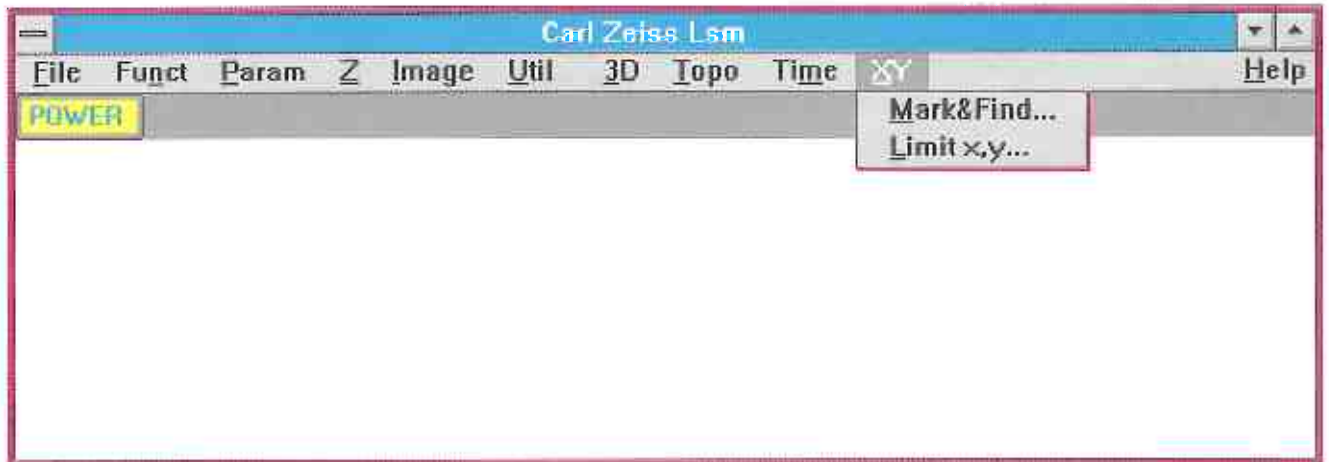 Carl Zeiss Lsm
File Funct Param Z Image Util 3D Topo Time XY Help
POWER
Mark&Find...
Limit x,y...